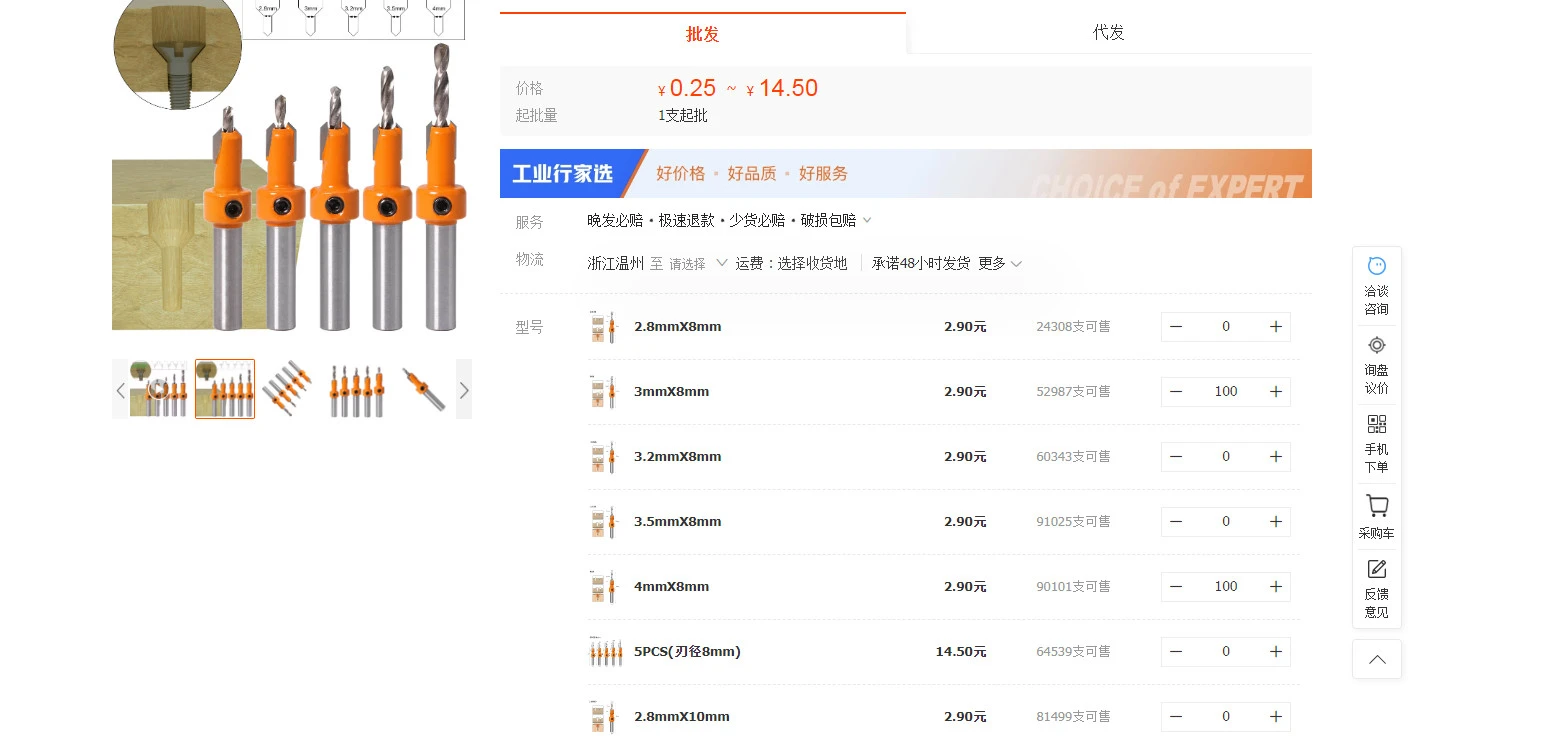 2.8mm 3mm 3.2mm 3.5mm 4mm
批发 代发
价格 ¥0.25 ~ ¥14.50
起批量 1支起批
工业行家选 好价格 • 好品质 • 好服务 CHOICE of EXPERT
服务 晚发必赔 • 极速退款 • 少货必赔 • 破损包赔
物流 浙江温州 至 请选择 运费：选择收货地 承诺48小时发货 更多
型号 2.8mmX8mm 2.90元 24308支可售 — 0 +
3mmX8mm 2.90元 52987支可售 — 100 +
3.2mmX8mm 2.90元 60343支可售 — 0 +
3.5mmX8mm 2.90元 91025支可售 — 0 +
4mmX8mm 2.90元 90101支可售 — 100 +
5PCS(刃径8mm) 14.50元 64539支可售 — 0 +
2.8mmX10mm 2.90元 81499支可售 — 0 +
洽谈
咨询
询盘
议价
手机
下单
采购车
反馈
意见